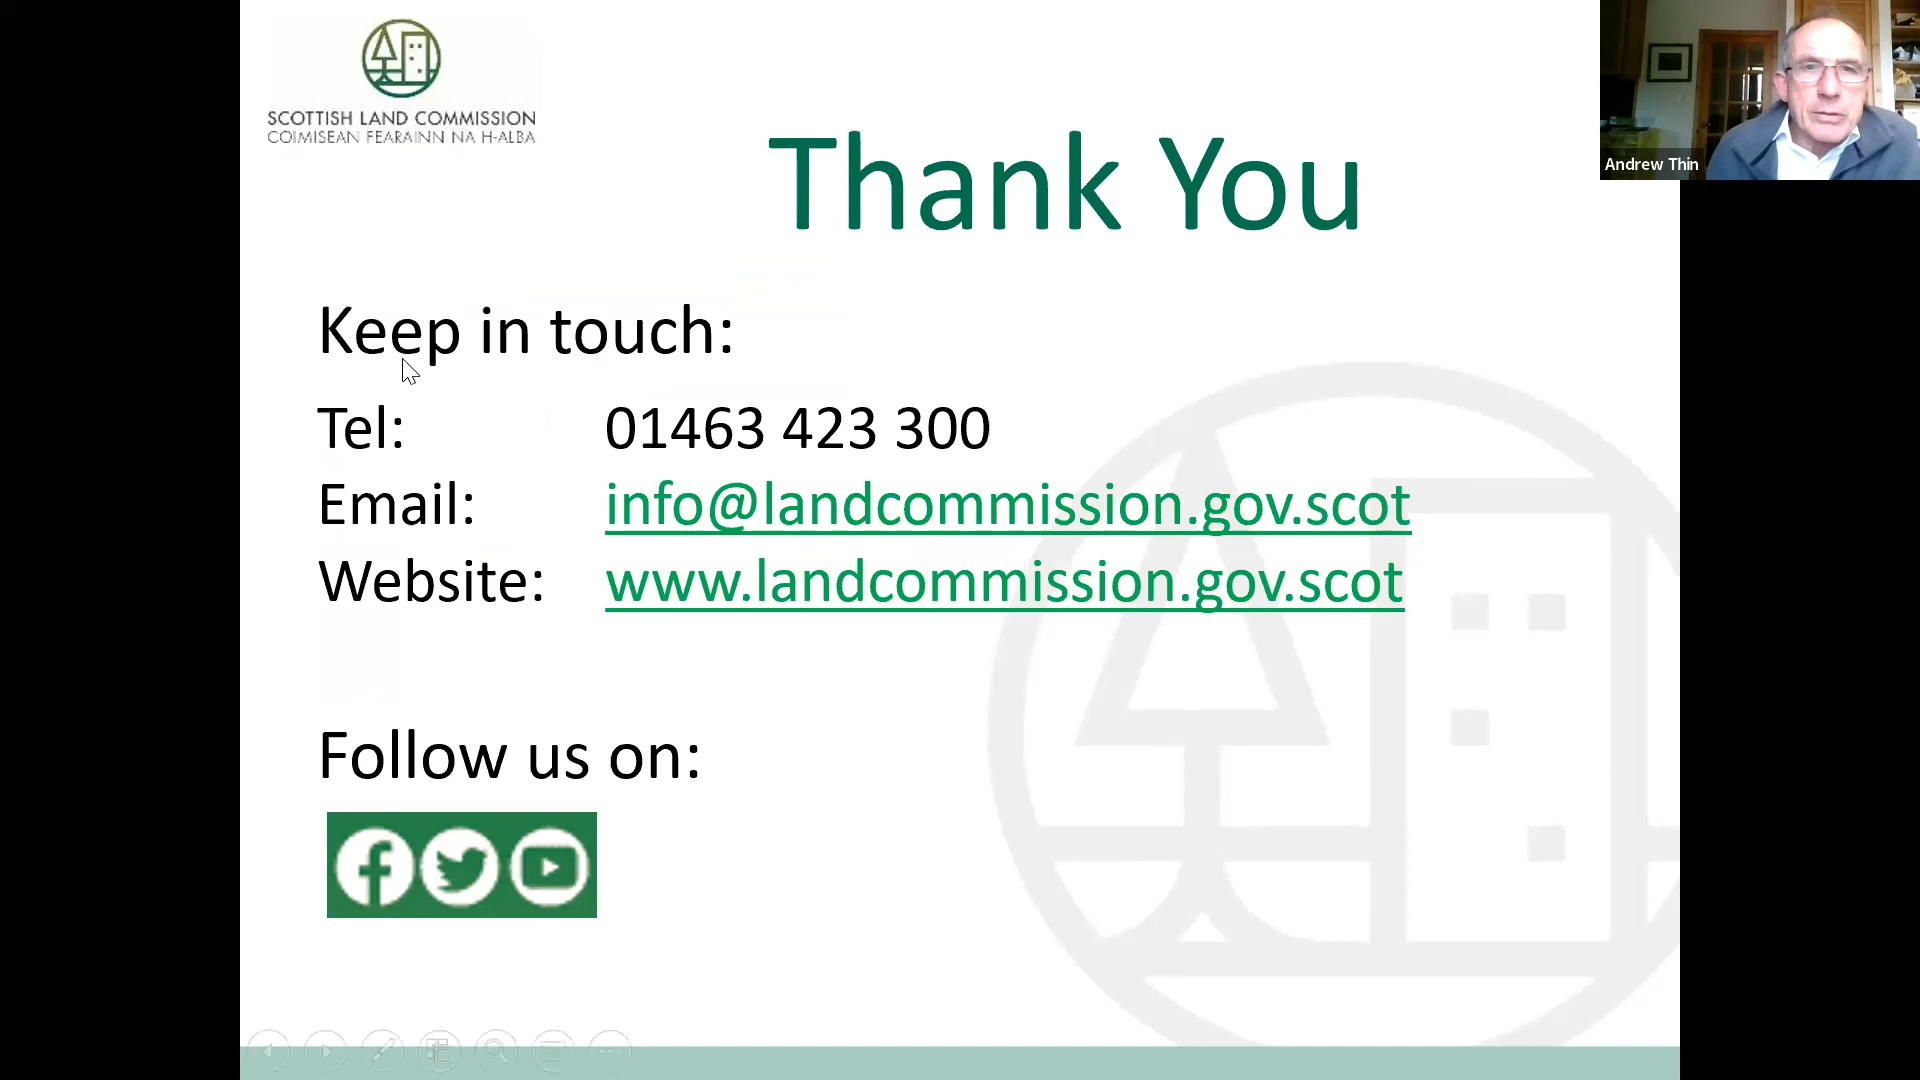 SCOTTISH LAND COMMISSION
COIMISEAN FEARAINN NA H-ALBA
Thank You
Andrew Thin
Keep in touch:
Tel: 01463 423 300
Email: info@landcommission.gov.scot
Website: www.landcommission.gov.scot
Follow us on: